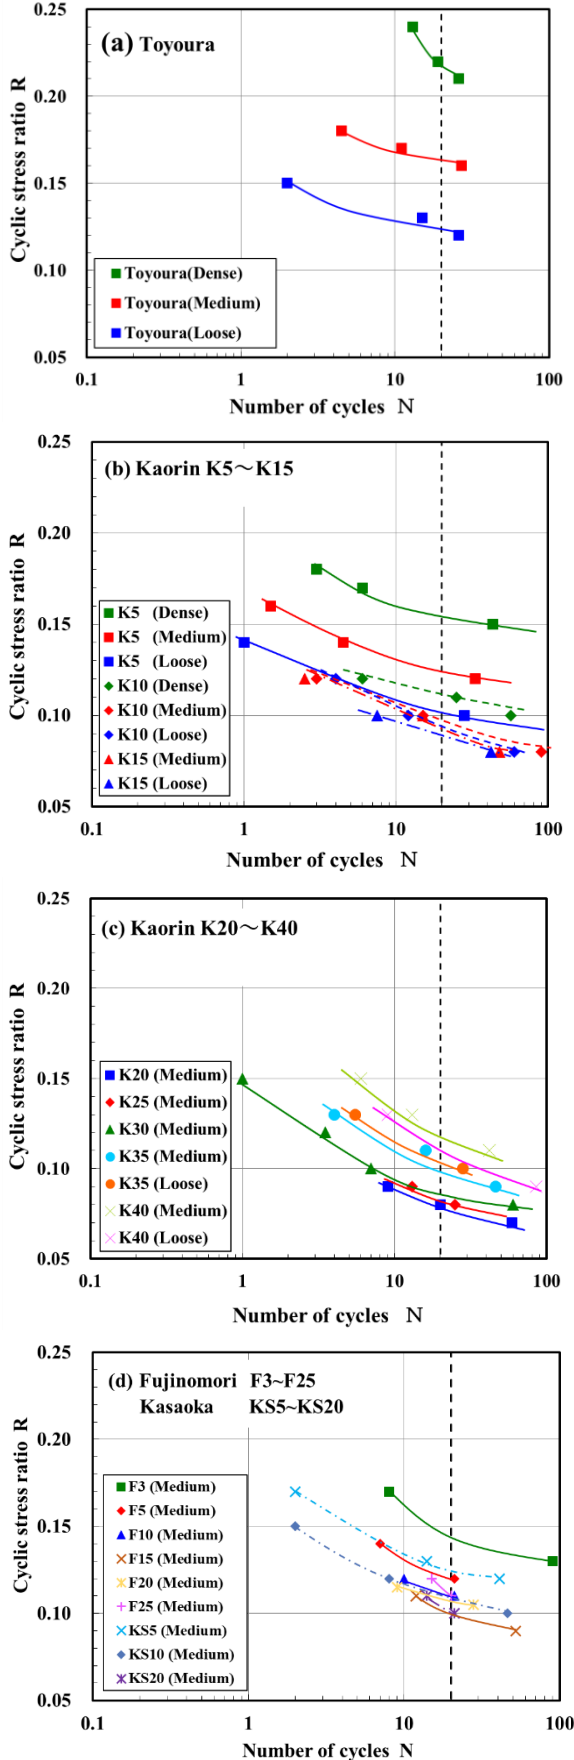 (a) Toyoura
0.25
0.20
0.15
0.10
0.05
Cyclic stress ratio R
Toyoura(Dense)
Toyoura(Medium)
Toyoura(Loose)
0.1 1 10 100
Number of cycles N
(b) Kaorin K5～K15
0.25
0.20
0.15
0.10
0.05
Cyclic stress ratio R
K5 (Dense)
K5 (Medium)
K5 (Loose)
K10 (Dense)
K10 (Medium)
K10 (Loose)
K15 (Medium)
K15 (Loose)
0.1 1 10 100
Number of cycles N
(c) Kaorin K20～K40
0.25
0.20
0.15
0.10
0.05
Cyclic stress ratio R
K20 (Medium)
K25 (Medium)
K30 (Medium)
K35 (Medium)
K35 (Loose)
K40 (Medium)
K40 (Loose)
0.1 1 10 100
Number of cycles N
(d) Fujinomori F3~F25
Kasaoka KS5~KS20
0.25
0.20
0.15
0.10
0.05
Cyclic stress ratio R
F3 (Medium)
F5 (Medium)
F10 (Medium)
F15 (Medium)
F20 (Medium)
F25 (Medium)
KS5 (Medium)
KS10 (Medium)
KS20 (Medium)
0.1 1 10 100
Number of cycles N